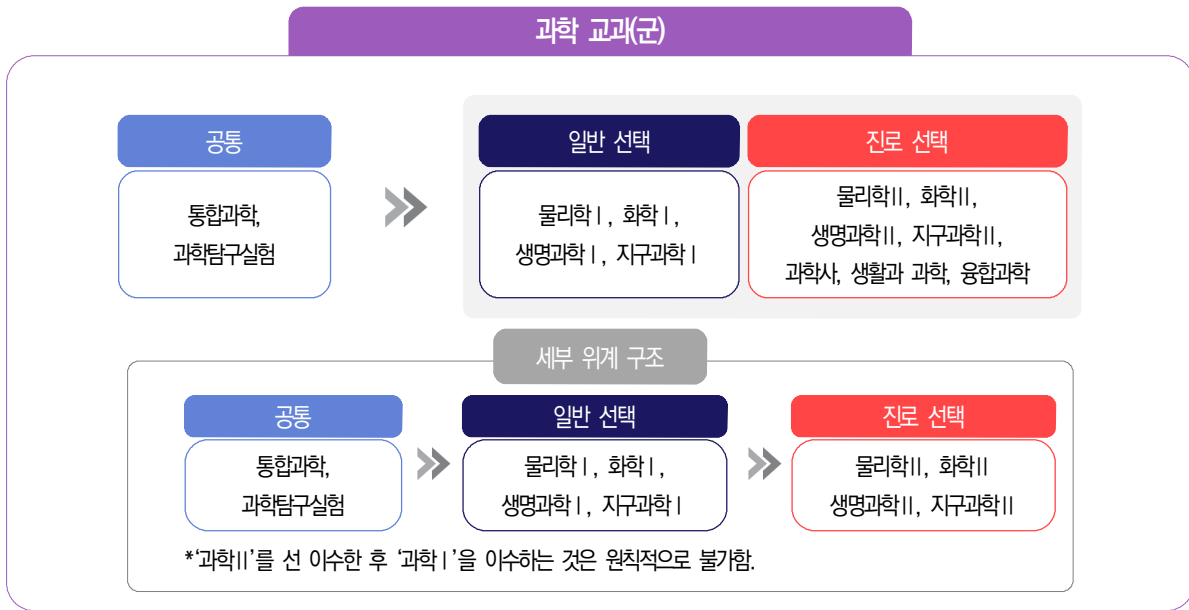 과학 교과(군)
공통
통합과학,
과학탐구실험
일반 선택
물리학Ⅰ, 화학Ⅰ,
생명과학Ⅰ, 지구과학Ⅰ
진로 선택
물리학Ⅱ, 화학Ⅱ,
생명과학Ⅱ, 지구과학Ⅱ,
과학사, 생활과 과학, 융합과학
세부 위계 구조
공통
통합과학,
과학탐구실험
일반 선택
물리학Ⅰ, 화학Ⅰ,
생명과학Ⅰ, 지구과학Ⅰ
진로 선택
물리학Ⅱ, 화학Ⅱ
생명과학Ⅱ, 지구과학Ⅱ
*‘과학Ⅱ’를 선 이수한 후 ‘과학Ⅰ’을 이수하는 것은 원칙적으로 불가함.